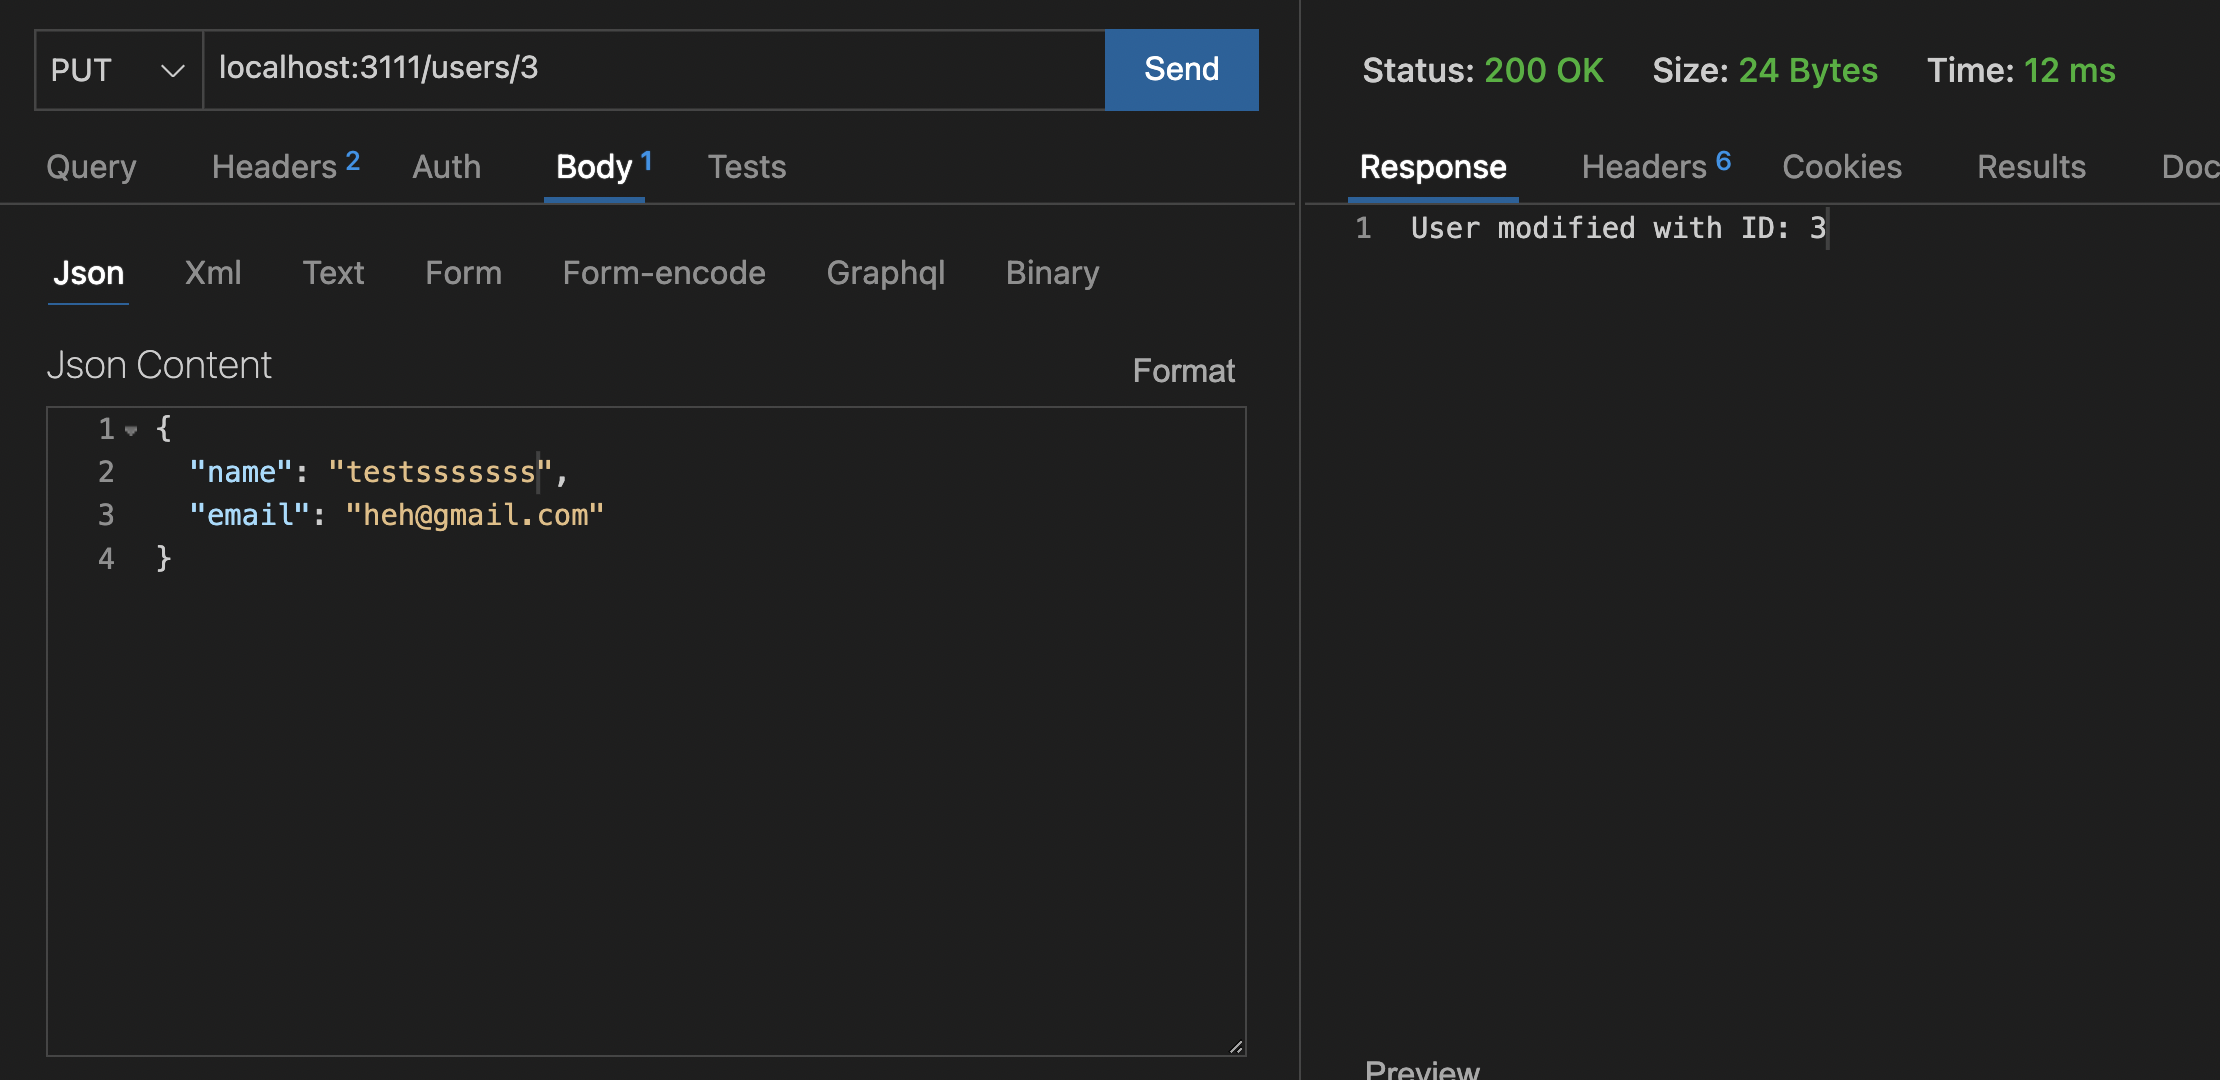 PUT localhost:3111/users/3 Send
Query Headers 2 Auth Body 1 Tests
Json Xml Text Form Form-encode Graphql Binary
Json Content Format
1 {
2 "name": "testsssssss",
3 "email": "heh@gmail.com"
4 }
Status: 200 OK Size: 24 Bytes Time: 12 ms
Response Headers 6 Cookies Results Doc
1 User modified with ID: 3
Preview